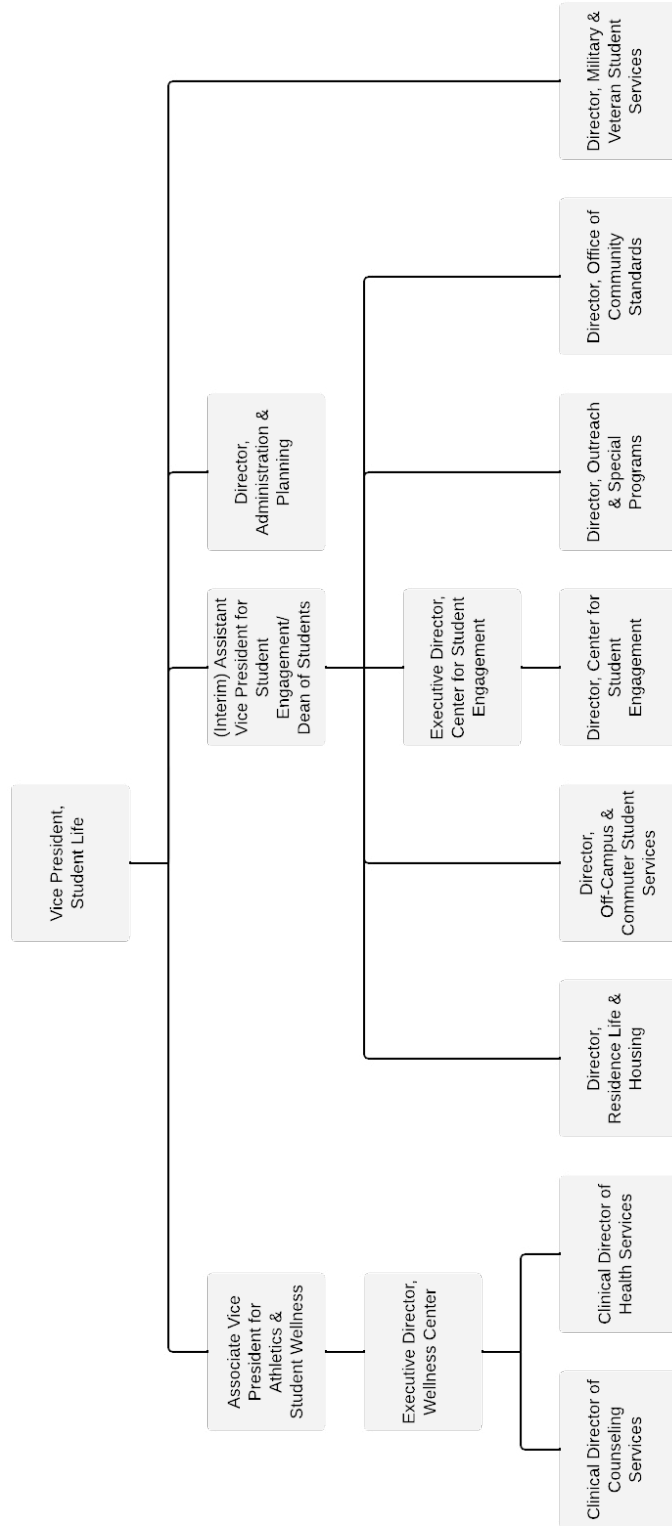 Vice President,
Student Life
Associate Vice
President for
Athletics &
Student Wellness
(Interim) Assistant
Vice President for
Student
Engagement/
Dean of Students
Director,
Administration &
Planning
Executive Director,
Wellness Center
Executive Director,
Center for Student
Engagement
Clinical Director of
Counseling
Services
Clinical Director of
Health Services
Director,
Residence Life &
Housing
Director,
Off-Campus &
Commuter Student
Services
Director, Center for
Student
Engagement
Director, Outreach
& Special
Programs
Director, Office of
Community
Standards
Director, Military &
Veteran Student
Services